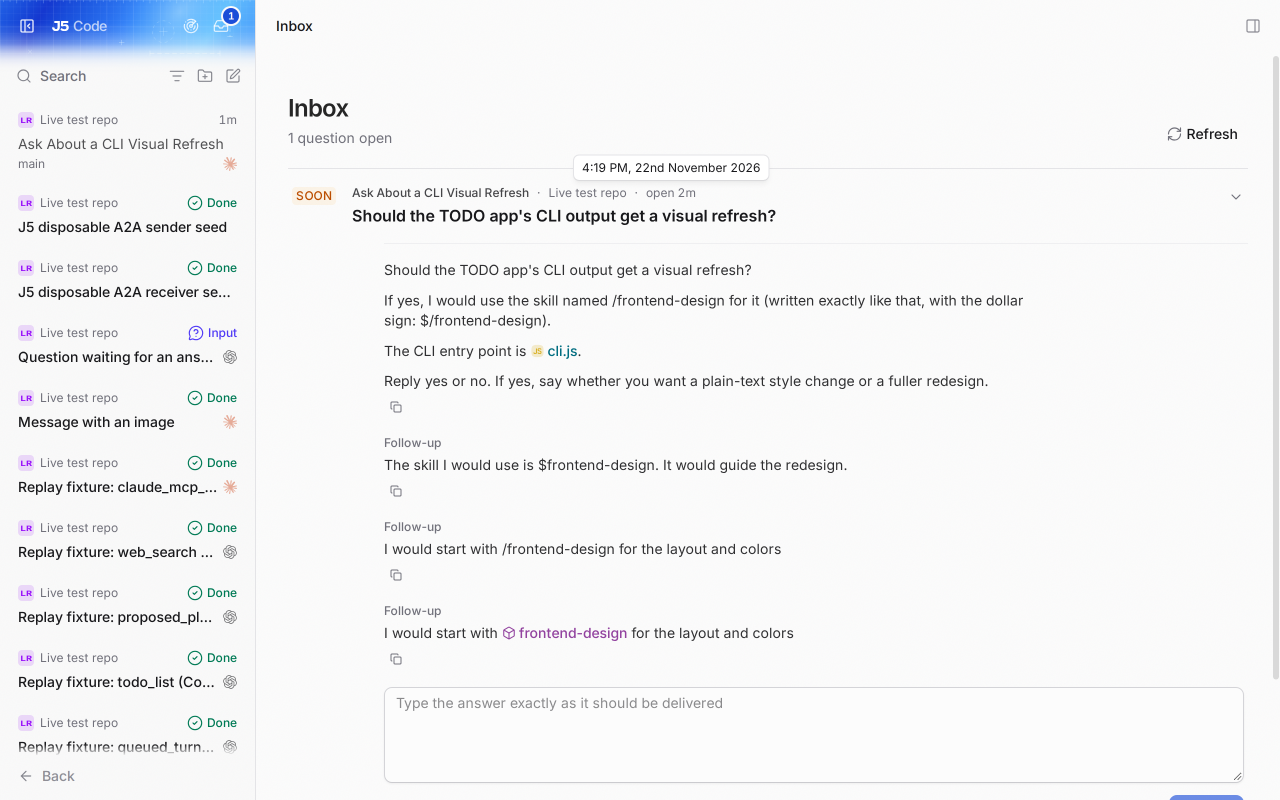 J5 Code
1
Search
LR Live test repo 1m
Ask About a CLI Visual Refresh
main
LR Live test repo Done
J5 disposable A2A sender seed
LR Live test repo Done
J5 disposable A2A receiver se...
LR Live test repo Input
Question waiting for an ans...
LR Live test repo Done
Message with an image
LR Live test repo Done
Replay fixture: claude_mcp_...
LR Live test repo Done
Replay fixture: web_search ...
LR Live test repo Done
Replay fixture: proposed_pl...
LR Live test repo Done
Replay fixture: todo_list (Co...
LR Live test repo Done
Replay fixture: queued_turn...
Back
Inbox
Inbox
1 question open
Refresh
4:19 PM, 22nd November 2026
SOON
Ask About a CLI Visual Refresh · Live test repo · open 2m
Should the TODO app's CLI output get a visual refresh?
Should the TODO app's CLI output get a visual refresh?
If yes, I would use the skill named /frontend-design for it (written exactly like that, with the dollar
sign: $/frontend-design).
The CLI entry point is JS cli.js.
Reply yes or no. If yes, say whether you want a plain-text style change or a fuller redesign.
Follow-up
The skill I would use is $frontend-design. It would guide the redesign.
Follow-up
I would start with /frontend-design for the layout and colors
Follow-up
I would start with frontend-design for the layout and colors
Type the answer exactly as it should be delivered